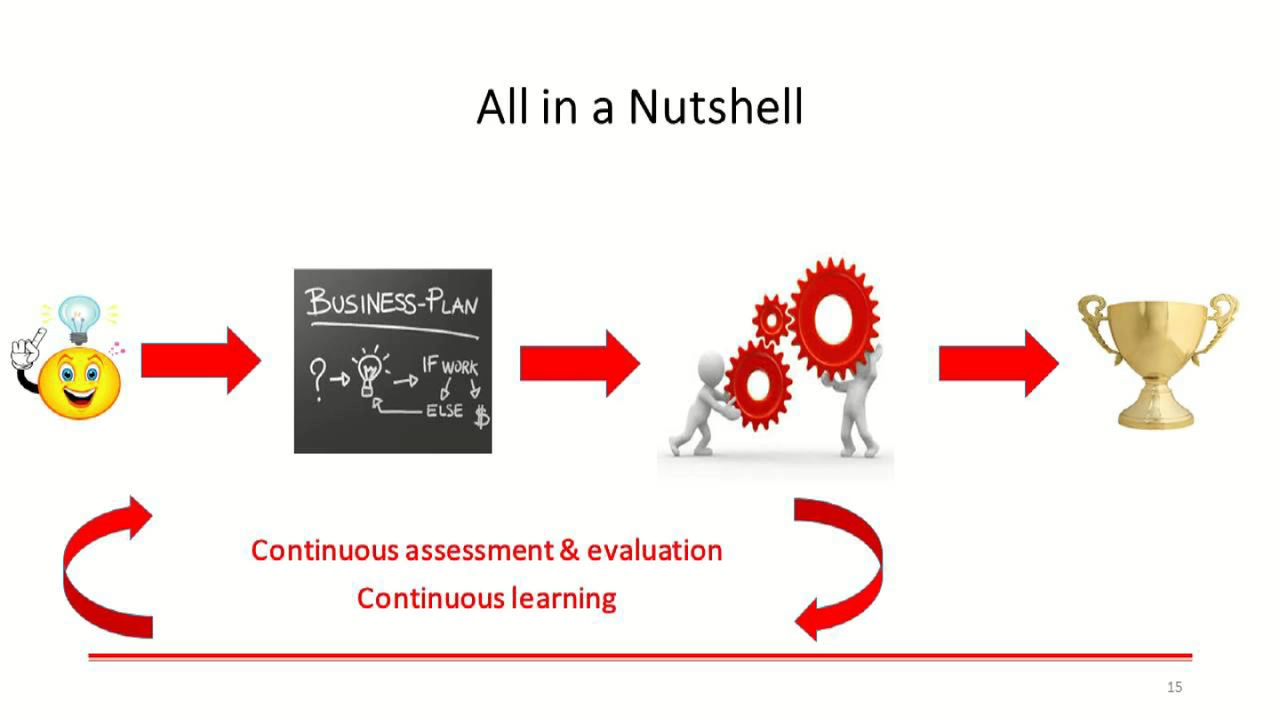 All in a Nutshell
BUSINESS-PLAN
? → IF WORK
ELSE $
Continuous assessment & evaluation
Continuous learning
15